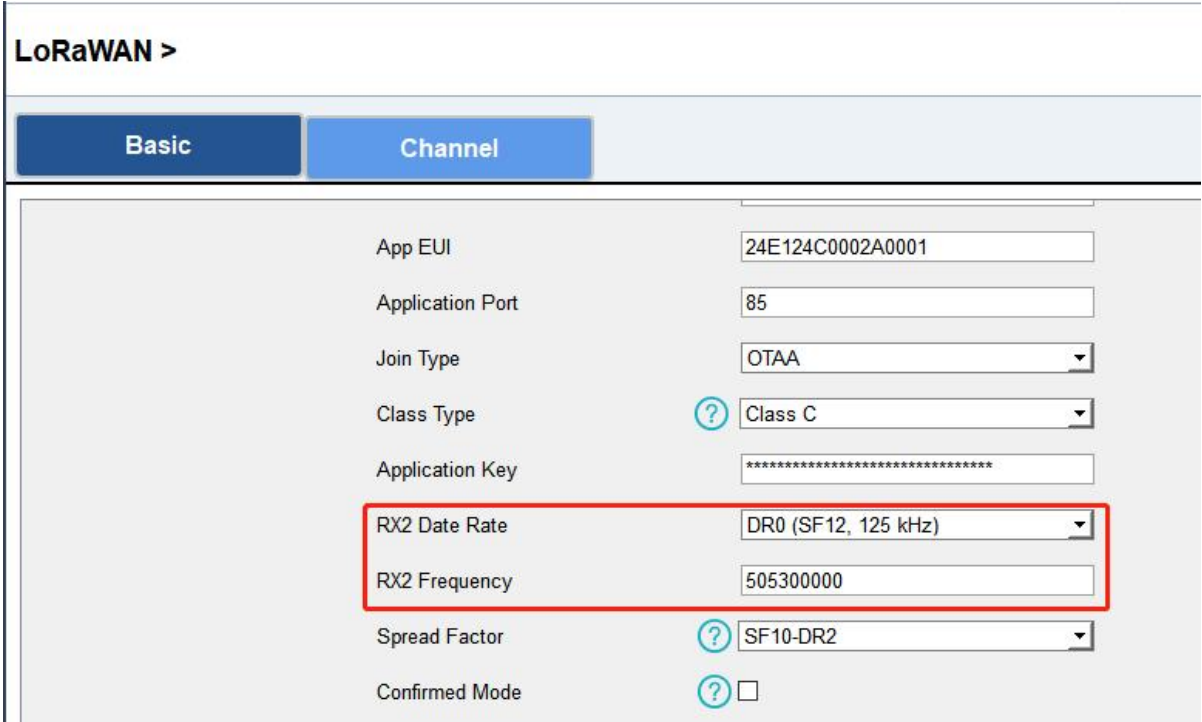 LoRaWAN >
Basic
Channel
App EUI
24E124C0002A0001
Application Port
85
Join Type
OTAA
Class Type
?
Class C
Application Key
********************************
RX2 Date Rate
DR0 (SF12, 125 kHz)
RX2 Frequency
505300000
Spread Factor
?
SF10-DR2
Confirmed Mode
?